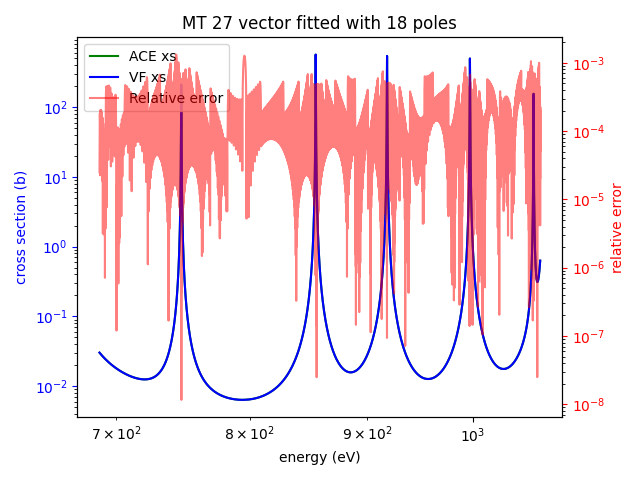 MT 27 vector fitted with 18 poles
ACE xs
VF xs
Relative error
cross section (b)
10²
10¹
10⁰
10⁻¹
10⁻²
10⁻³
10⁻⁴
10⁻⁵
10⁻⁶
10⁻⁷
10⁻⁸
relative error
7 × 10² 8 × 10² 9 × 10² 10³
energy (eV)